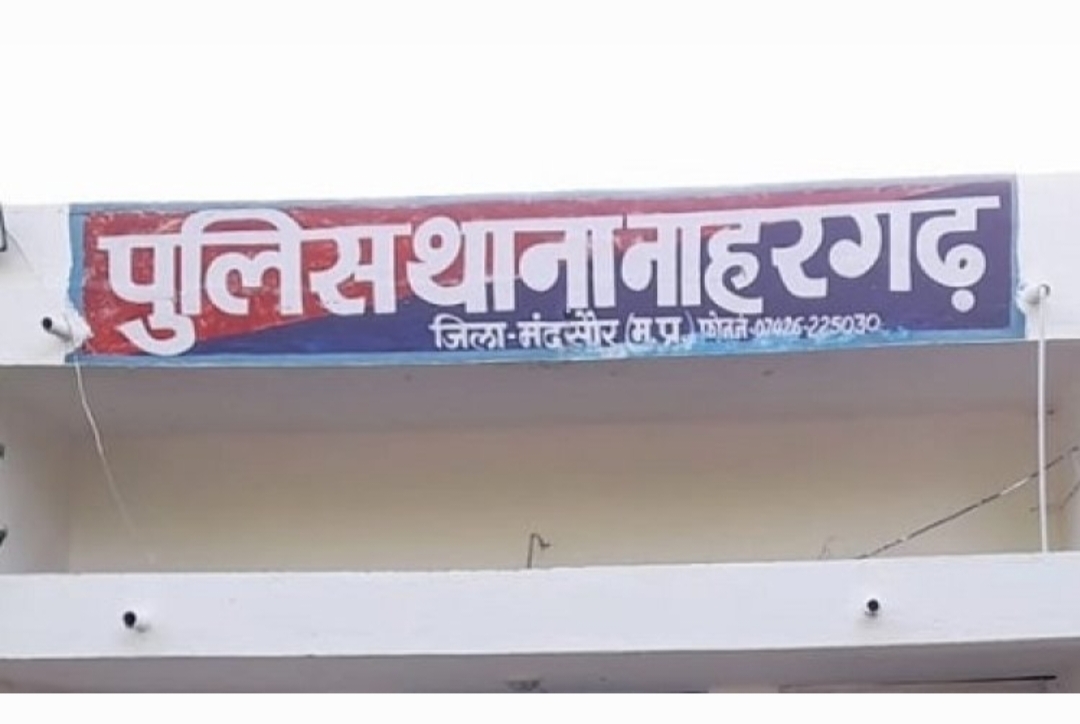 पुलिस थाना नाहरगढ़
जिला-मंदसौर (म.प्र.) फोन नं.-07426-225030